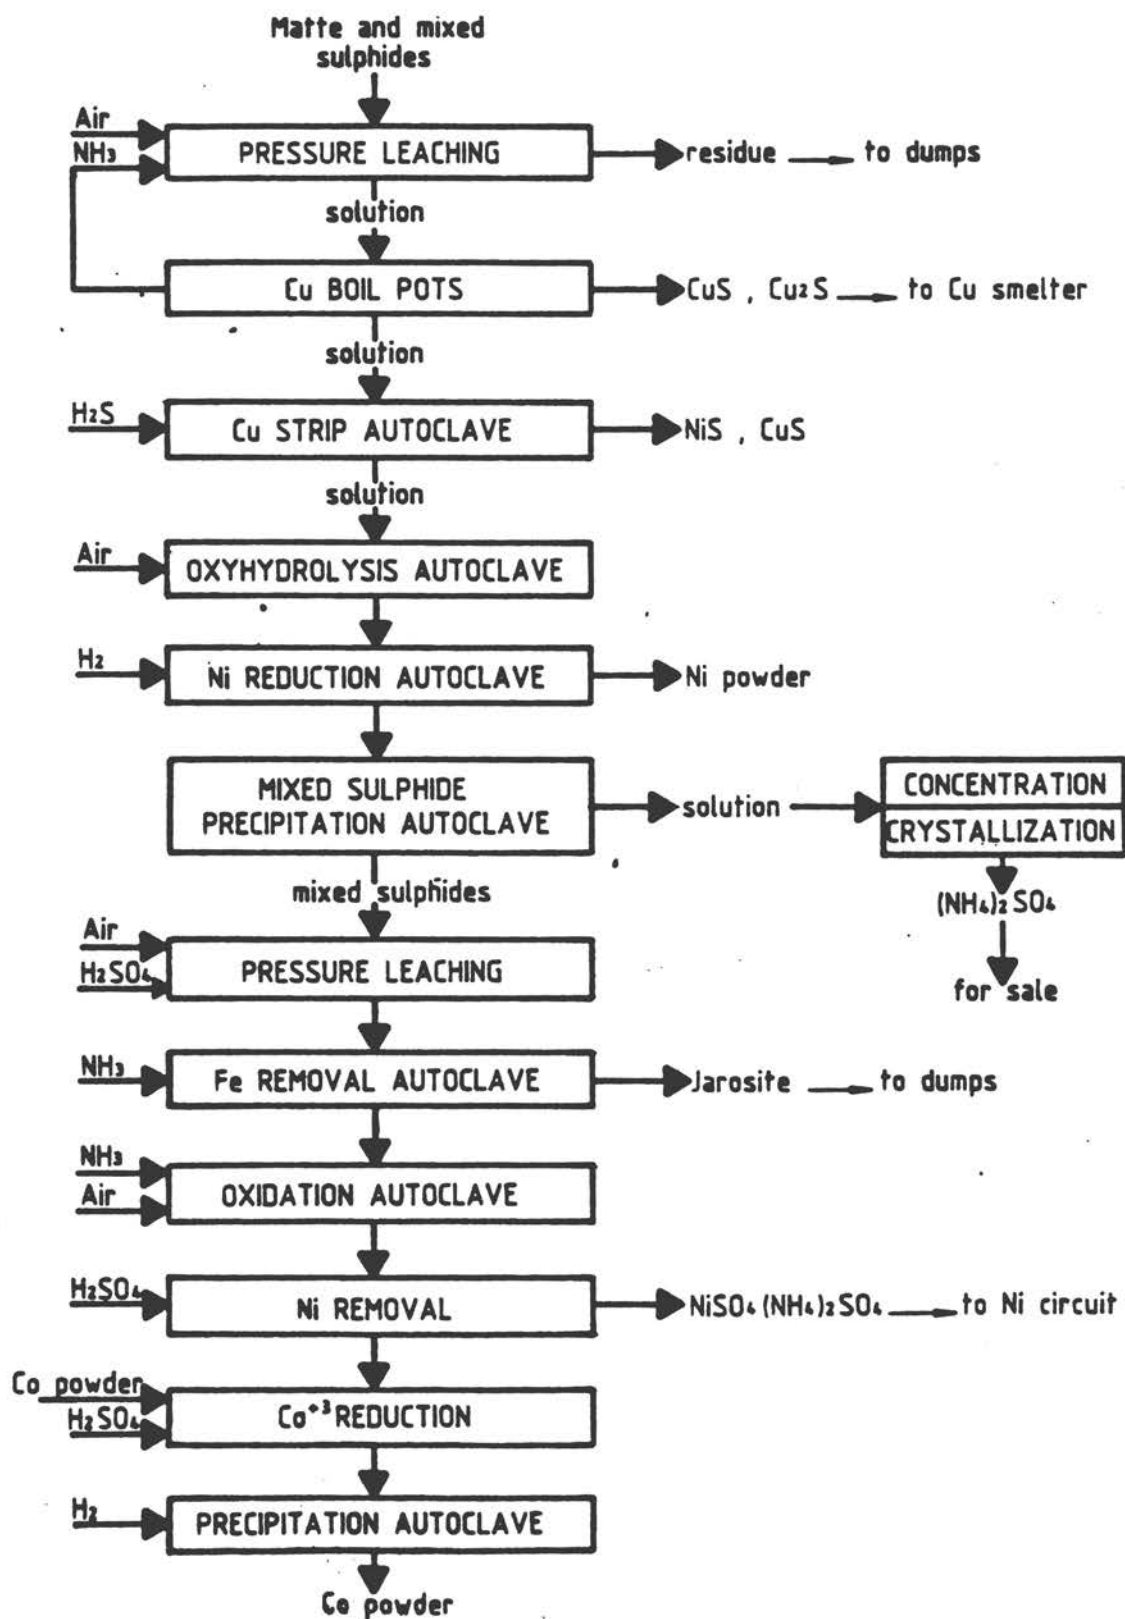 Matte and mixed
sulphides
Air
NH₃
PRESSURE LEACHING
residue
to dumps
solution
Cu BOIL POTS
CuS , Cu₂S
to Cu smelter
solution
H₂S
Cu STRIP AUTOCLAVE
NiS , CuS
solution
Air
OXYHYDROLYSIS AUTOCLAVE
H₂
Ni REDUCTION AUTOCLAVE
Ni powder
MIXED SULPHIDE
PRECIPITATION AUTOCLAVE
solution
CONCENTRATION
CRYSTALLIZATION
(NH₄)₂SO₄
for sale
mixed sulphides
Air
H₂SO₄
PRESSURE LEACHING
NH₃
Fe REMOVAL AUTOCLAVE
Jarosite
to dumps
NH₃
Air
OXIDATION AUTOCLAVE
H₂SO₄
Ni REMOVAL
NiSO₄(NH₄)₂SO₄
to Ni circuit
Co powder
H₂SO₄
Co⁺³ REDUCTION
H₂
PRECIPITATION AUTOCLAVE
Co powder